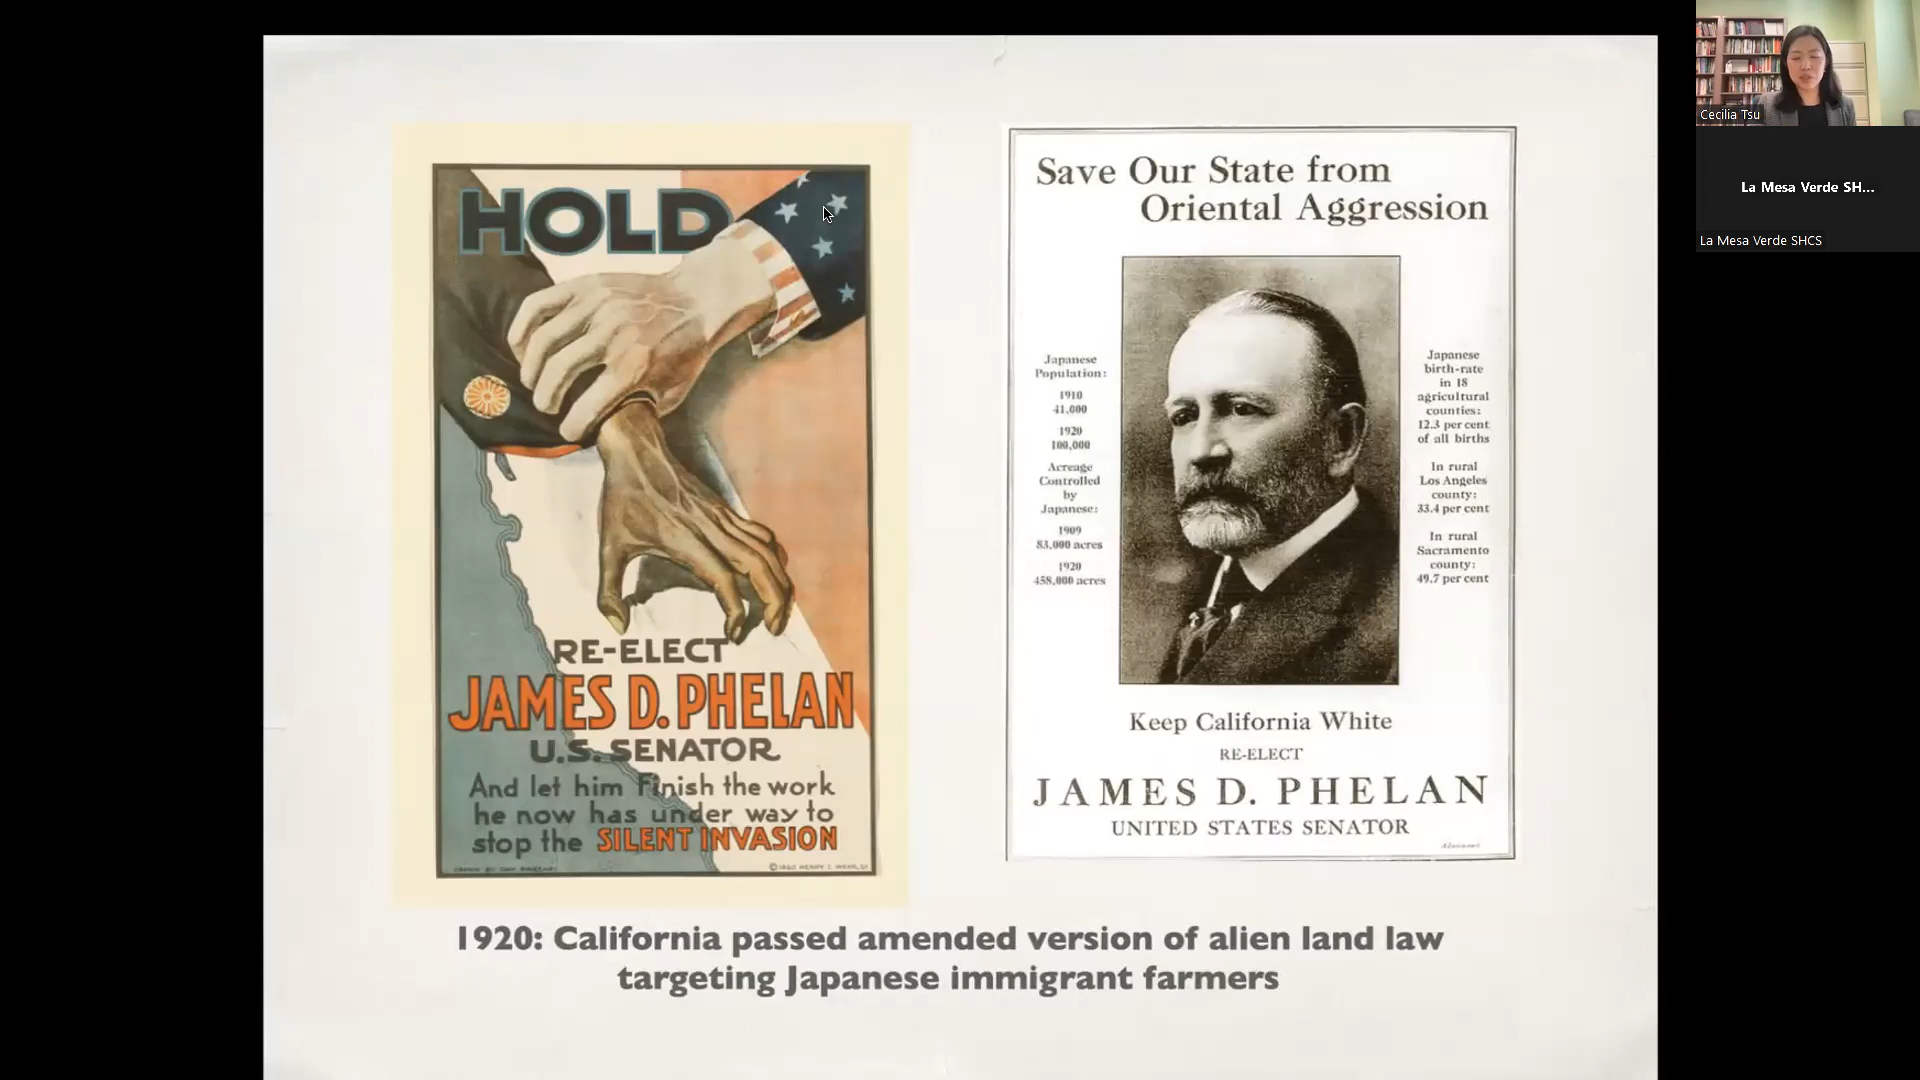 HOLD
RE-ELECT
JAMES D. PHELAN
U.S. SENATOR
And let him Finish the work
he now has under way to
stop the SILENT INVASION
Save Our State from
Oriental Aggression
Japanese
Population:
1910
41,000
1920
100,000
Acreage
Controlled
by
Japanese:
1909
83,000 acres
1920
458,000 acres
Japanese
birth-rate
in 18
agricultural
counties:
12.3 per cent
of all births
In rural
Los Angeles
county:
33.4 per cent
In rural
Sacramento
county:
49.7 per cent
Keep California White
RE-ELECT
JAMES D. PHELAN
UNITED STATES SENATOR
1920: California passed amended version of alien land law
targeting Japanese immigrant farmers
Cecilia Tsu
La Mesa Verde SH...
La Mesa Verde SHCS